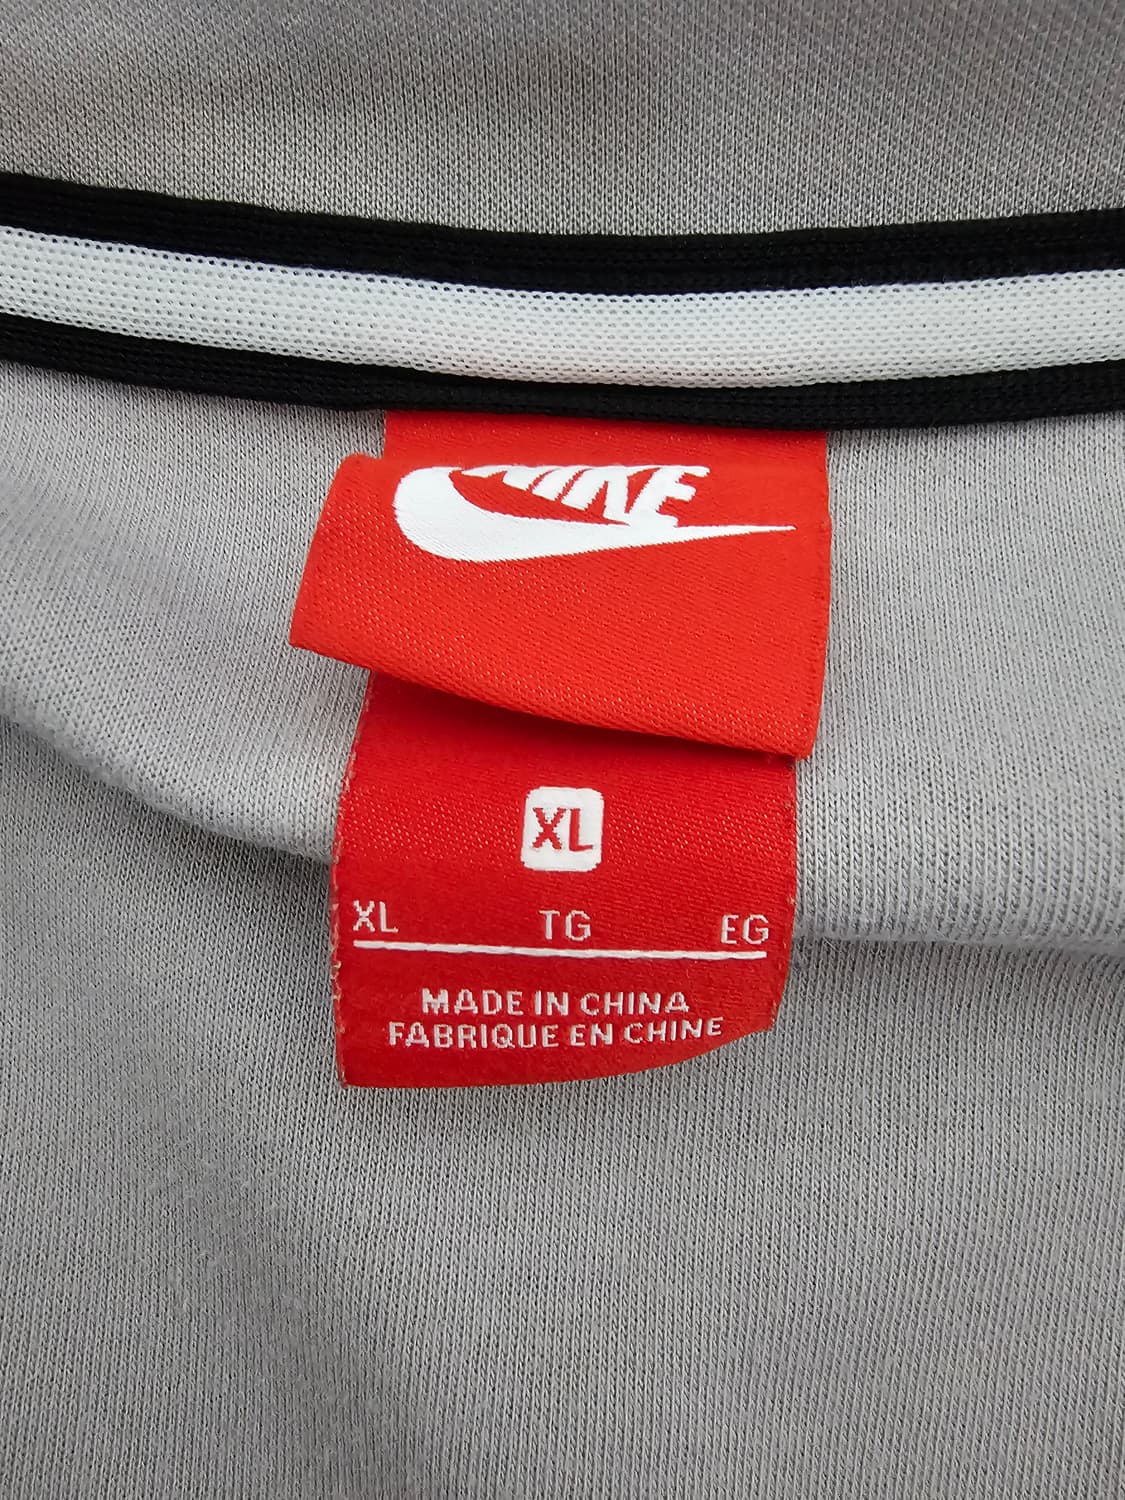 NIKE
XL
XL TG EG
MADE IN CHINA
FABRIQUE EN CHINE